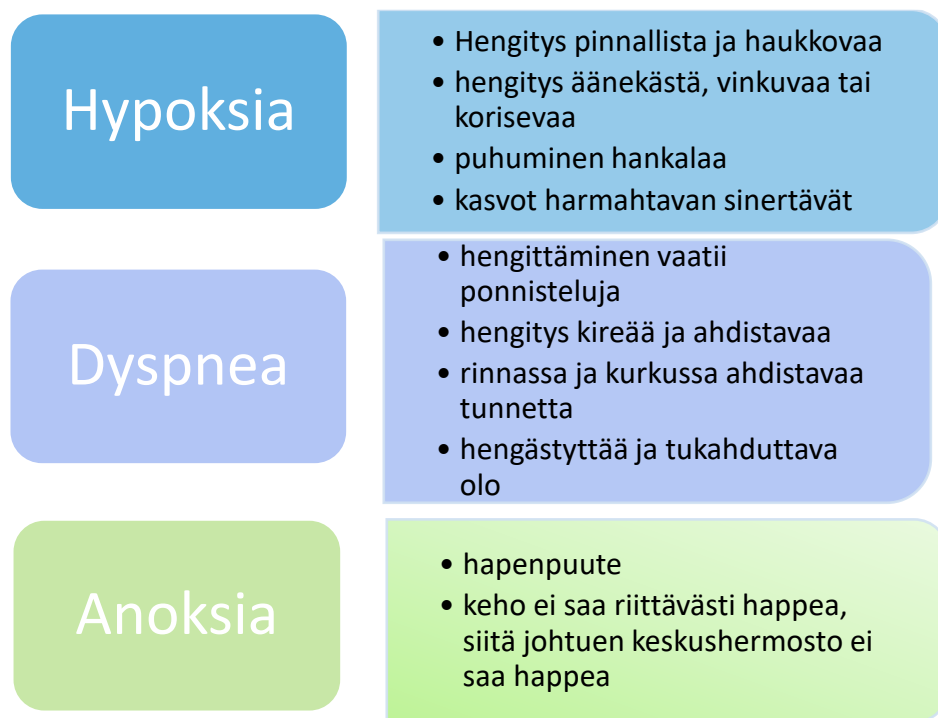 Hypoksia
• Hengitys pinnallista ja haukkovaa
• hengitys äänekästä, vinkuvaa tai
korisevaa
• puhuminen hankalaa
• kasvot harmahtavan sinertävät
Dyspnea
• hengittäminen vaatii
ponnisteluja
• hengitys kireää ja ahdistavaa
• rinnassa ja kurkussa ahdistavaa
tunnetta
• hengästyttää ja tukahduttava
olo
Anoksia
• hapenpuute
• keho ei saa riittävästi happea,
siitä johtuen keskushermosto ei
saa happea